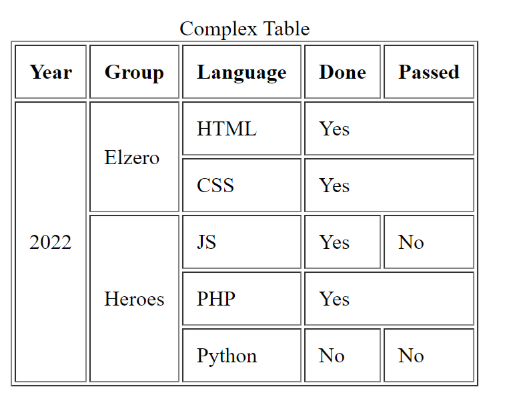 Complex Table
Year Group Language Done Passed
2022 Elzero HTML Yes
CSS Yes
Heroes JS Yes No
PHP Yes
Python No No